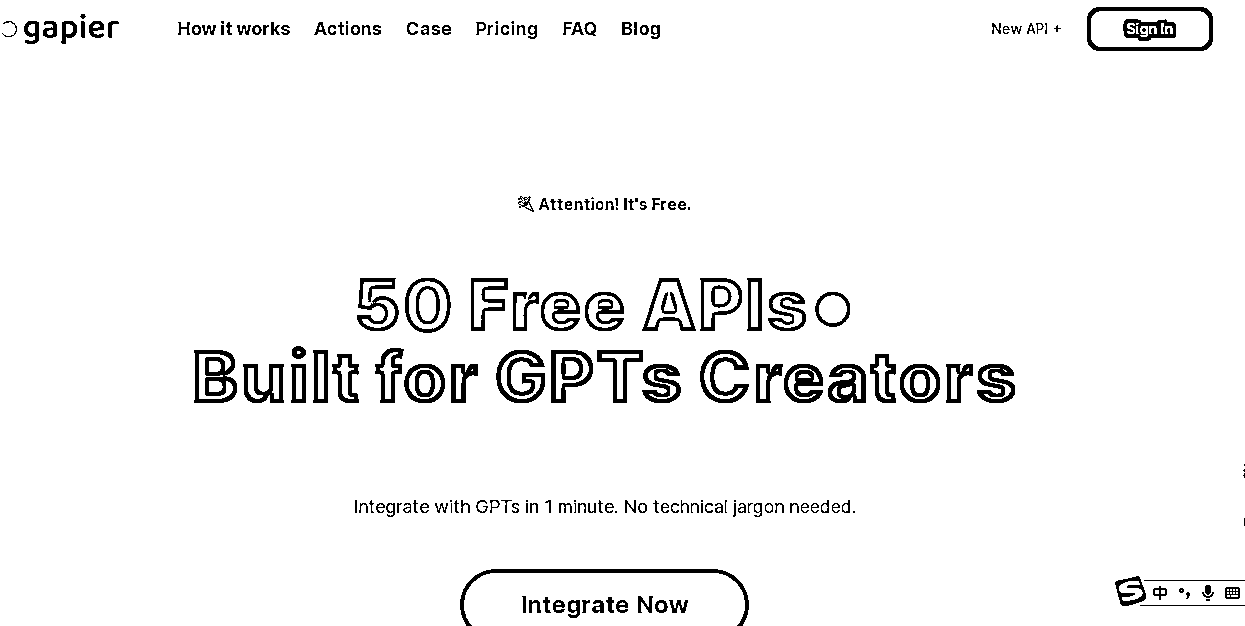 gapier
How it works Actions Case Pricing FAQ Blog
New API +
Sign In
Attention! It's Free.
50 Free APIs
Built for GPTs Creators
Integrate with GPTs in 1 minute. No technical jargon needed.
Integrate Now
S 中